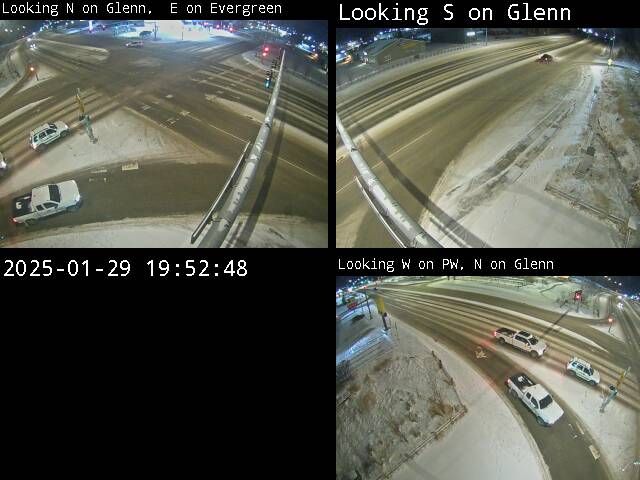 Looking N on Glenn,  E on Evergreen
Looking S on Glenn
2025-01-29 19:52:48
Looking W on PW, N on Glenn